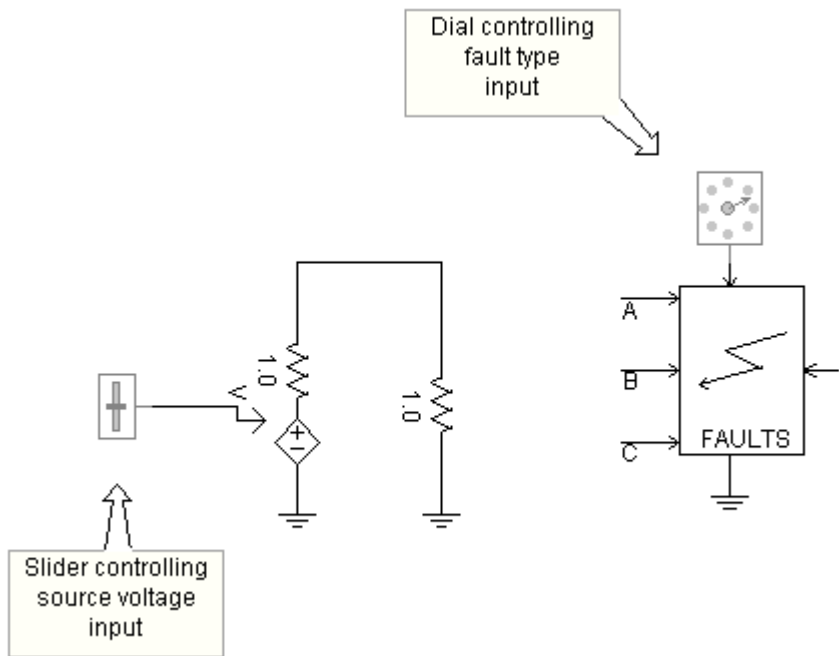 Dial controlling
fault type
input
A
B
C
FAULTS
1.0
V
1.0
+
−
Slider controlling
source voltage
input